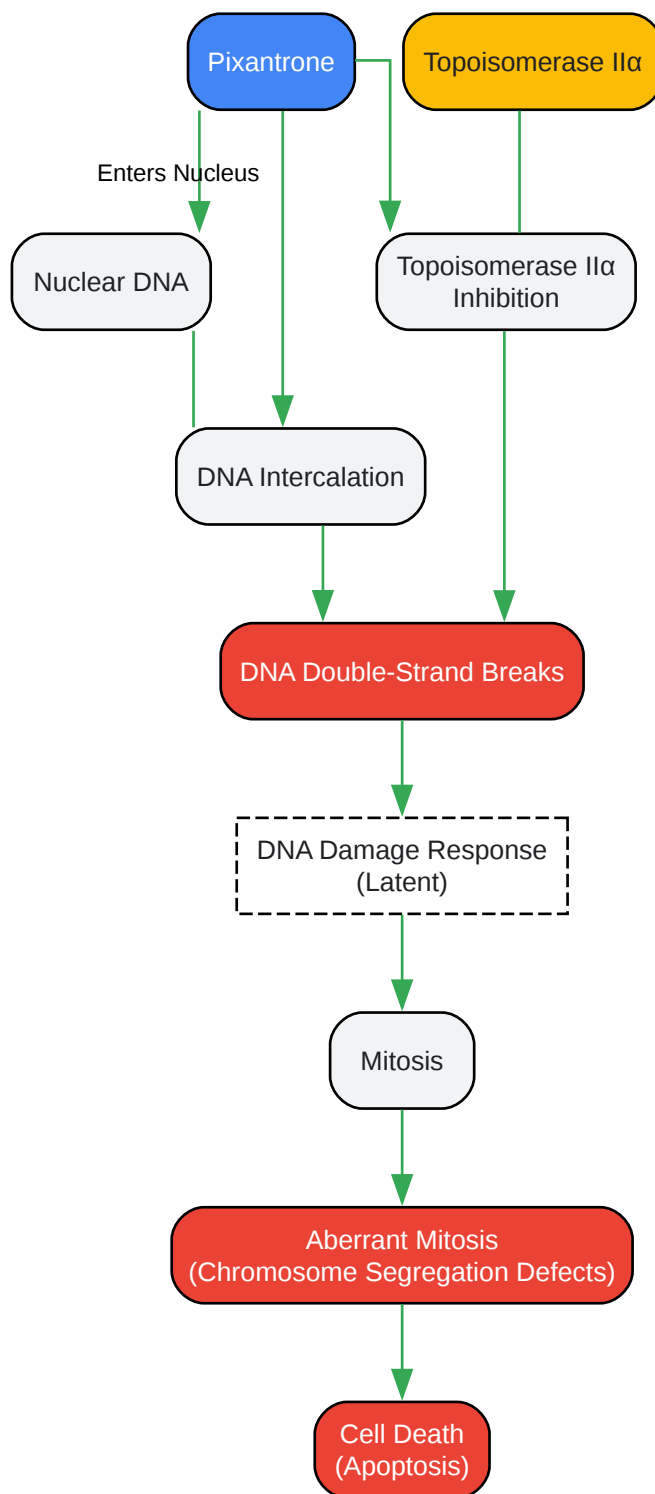 Pixantrone
Topoisomerase IIα
Enters Nucleus
Nuclear DNA
Topoisomerase IIα
Inhibition
DNA Intercalation
DNA Double-Strand Breaks
DNA Damage Response
(Latent)
Mitosis
Aberrant Mitosis
(Chromosome Segregation Defects)
Cell Death
(Apoptosis)